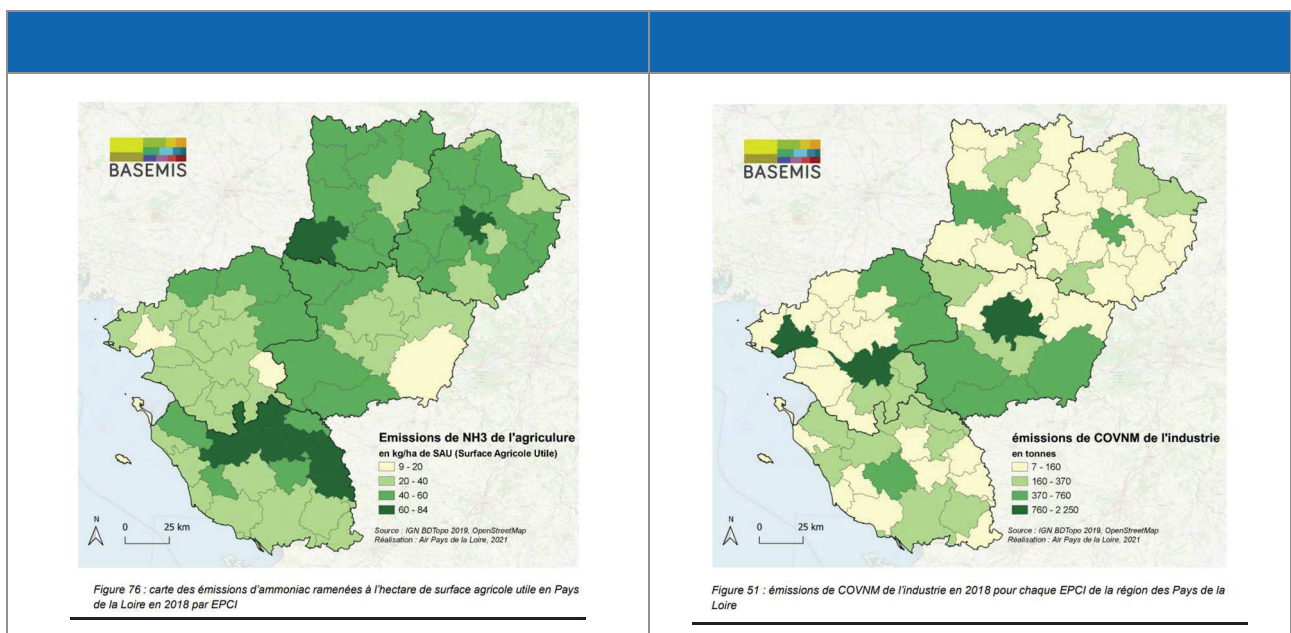 BASEMIS
Emissions de NH3 de l'agriculure
en kg/ha de SAU (Surface Agricole Utile)
9 - 20
20 - 40
40 - 60
60 - 84
N
0 25 km
Source : IGN BDTopo 2019, OpenStreetMap
Réalisation : Air Pays de la Loire, 2021
Figure 76 : carte des émissions d'ammoniac ramenées à l'hectare de surface agricole utile en Pays
de la Loire en 2018 par EPCI
BASEMIS
émissions de COVNM de l'industrie
en tonnes
7 - 160
160 - 370
370 - 760
760 - 2 250
N
0 25 km
Source : IGN BDTopo 2019, OpenStreetMap
Réalisation : Air Pays de la Loire, 2021
Figure 51 : émissions de COVNM de l'industrie en 2018 pour chaque EPCI de la région des Pays de la
Loire